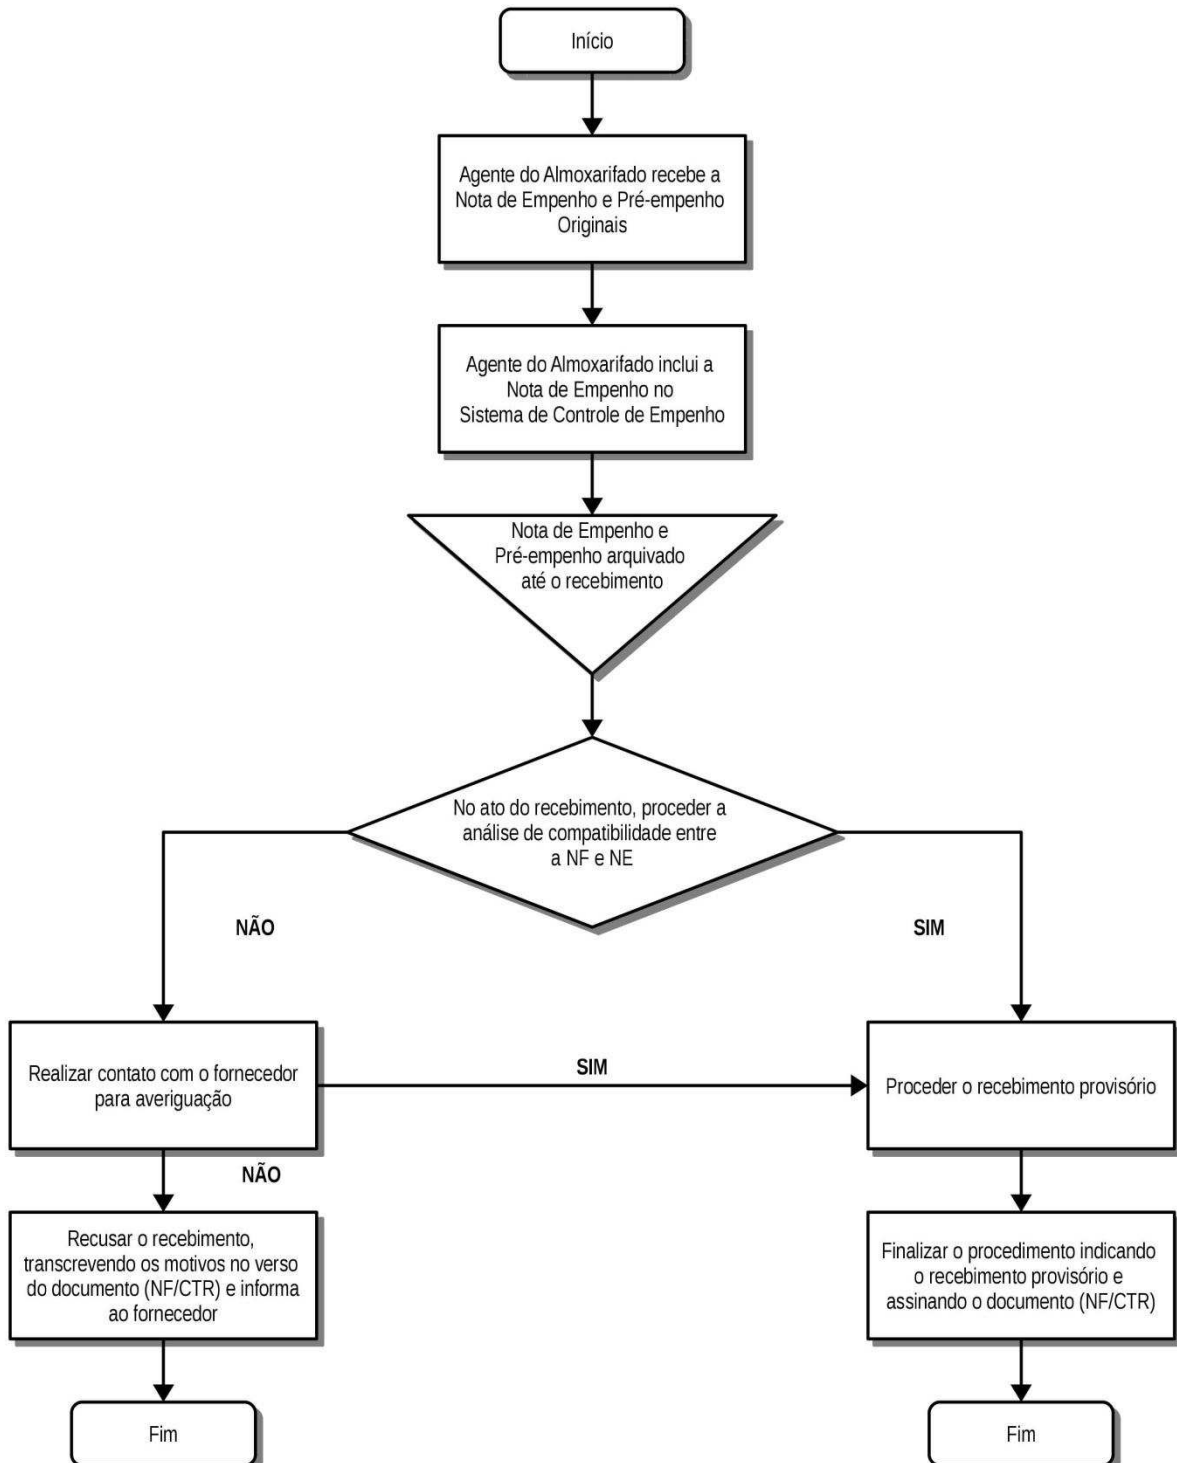 Início
Agente do Almoxarifado recebe a
Nota de Empenho e Pré-empenho
Originais
Agente do Almoxarifado inclui a
Nota de Empenho no
Sistema de Controle de Empenho
Nota de Empenho e
Pré-empenho arquivado
até o recebimento
No ato do recebimento, proceder a
análise de compatibilidade entre
a NF e NE
NÃO
SIM
Realizar contato com o fornecedor
para averiguação
SIM
Proceder o recebimento provisório
NÃO
Recusar o recebimento,
transcrevendo os motivos no verso
do documento (NF/CTR) e informa
ao fornecedor
Finalizar o procedimento indicando
o recebimento provisório e
assinando o documento (NF/CTR)
Fim
Fim